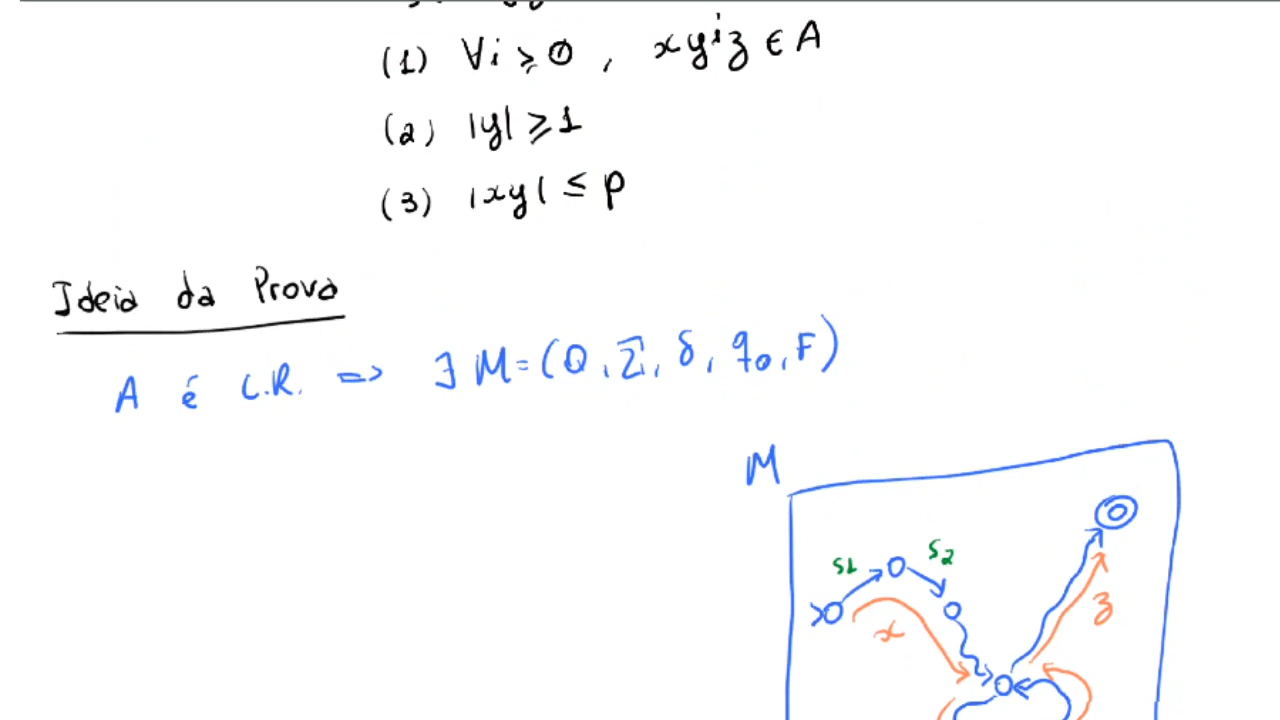 (1) ∀i ≥ 0, xyⁱz ∈ A
(2) |y| ≥ 1
(3) |xy| ≤ p
Ideia da Prova
A é L.R. => ∃ M=(Q, Σ, δ, q₀, F)
M
s1
s2
x
z